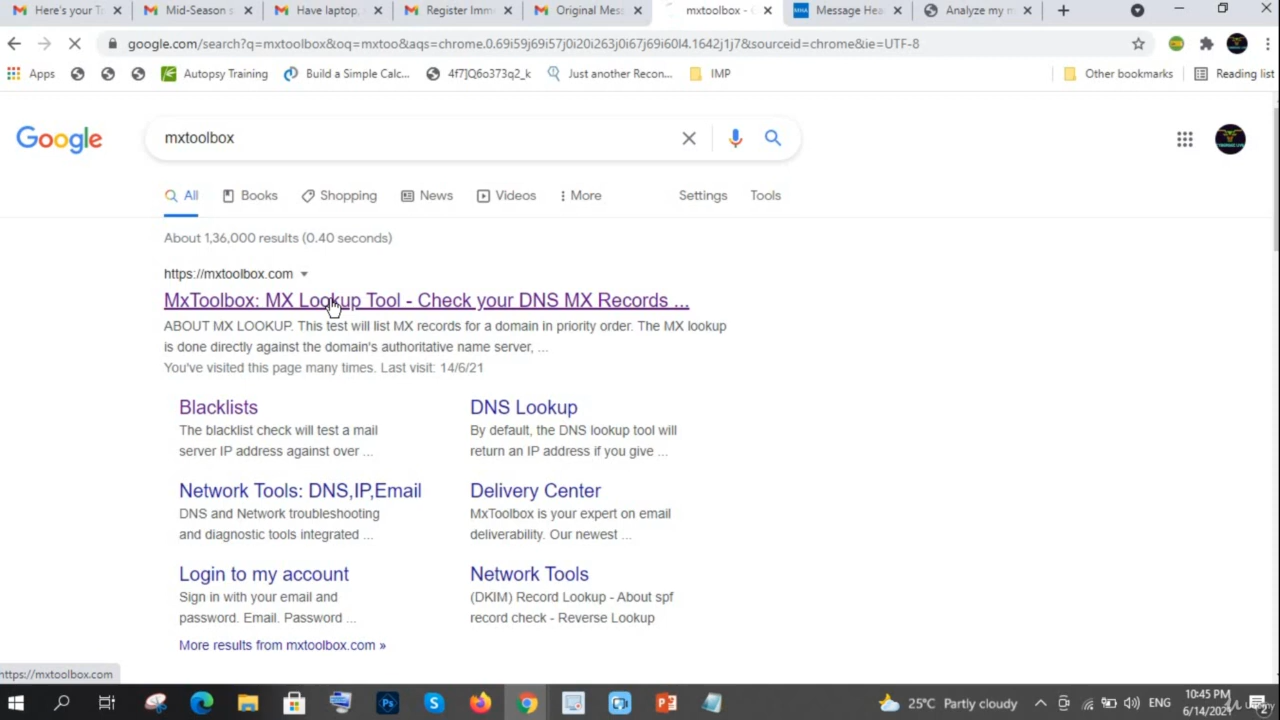 Here's your T
Mid-Season s
Have laptop,
Register Imm
Original Mess
mxtoolbox - G
MHA
Message Hea
Analyze my m
google.com/search?q=mxtoolbox&oq=mxtoo&aqs=chrome.0.69i59j69i57j0i20i263j0i67j69i60l4.1642j1j7&sourceid=chrome&ie=UTF-8
Apps
Autopsy Training
Build a Simple Calc...
4f7]Q6o373q2_k
Just another Recon...
IMP
Other bookmarks
Reading list
Google
mxtoolbox
All
Books
Shopping
News
Videos
More
Settings
Tools
About 1,36,000 results (0.40 seconds)
https://mxtoolbox.com
MxToolbox: MX Lookup Tool - Check your DNS MX Records ...
ABOUT MX LOOKUP. This test will list MX records for a domain in priority order. The MX lookup
is done directly against the domain's authoritative name server, ...
You've visited this page many times. Last visit: 14/6/21
Blacklists
The blacklist check will test a mail
server IP address against over ...
DNS Lookup
By default, the DNS lookup tool will
return an IP address if you give ...
Network Tools: DNS,IP,Email
DNS and Network troubleshooting
and diagnostic tools integrated ...
Delivery Center
MxToolbox is your expert on email
deliverability. Our newest ...
Login to my account
Sign in with your email and
password. Email. Password ...
Network Tools
(DKIM) Record Lookup - About spf
record check - Reverse Lookup
More results from mxtoolbox.com »
https://mxtoolbox.com
25°C Partly cloudy
ENG
10:45 PM
6/14/2021